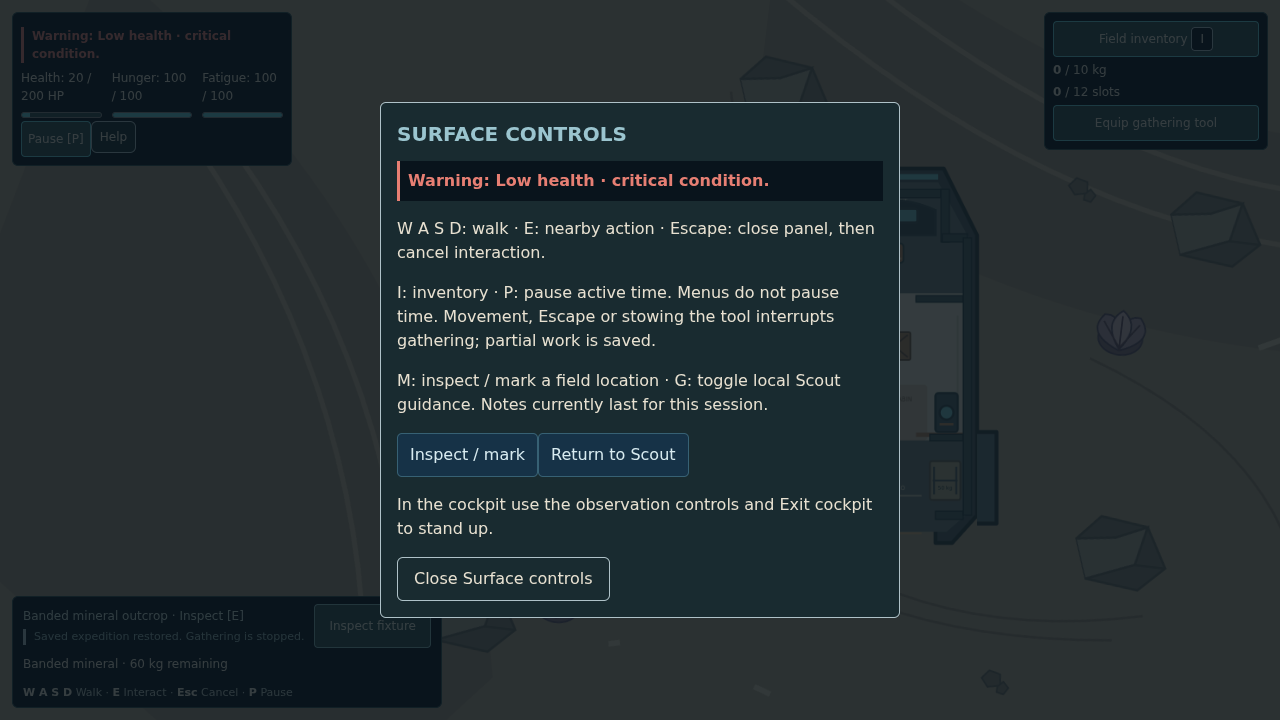 Warning: Low health · critical
condition.
Health: 20 /
200 HP
Hunger: 100
/ 100
Fatigue: 100
/ 100
Pause [P]
Help
Field inventory I
0 / 10 kg
0 / 12 slots
Equip gathering tool
SURFACE CONTROLS
Warning: Low health · critical condition.
W A S D: walk · E: nearby action · Escape: close panel, then
cancel interaction.
I: inventory · P: pause active time. Menus do not pause
time. Movement, Escape or stowing the tool interrupts
gathering; partial work is saved.
M: inspect / mark a field location · G: toggle local Scout
guidance. Notes currently last for this session.
Inspect / mark
Return to Scout
In the cockpit use the observation controls and Exit cockpit
to stand up.
Close Surface controls
Banded mineral outcrop · Inspect [E]
Saved expedition restored. Gathering is stopped.
Inspect fixture
Banded mineral · 60 kg remaining
W A S D Walk · E Interact · Esc Cancel · P Pause